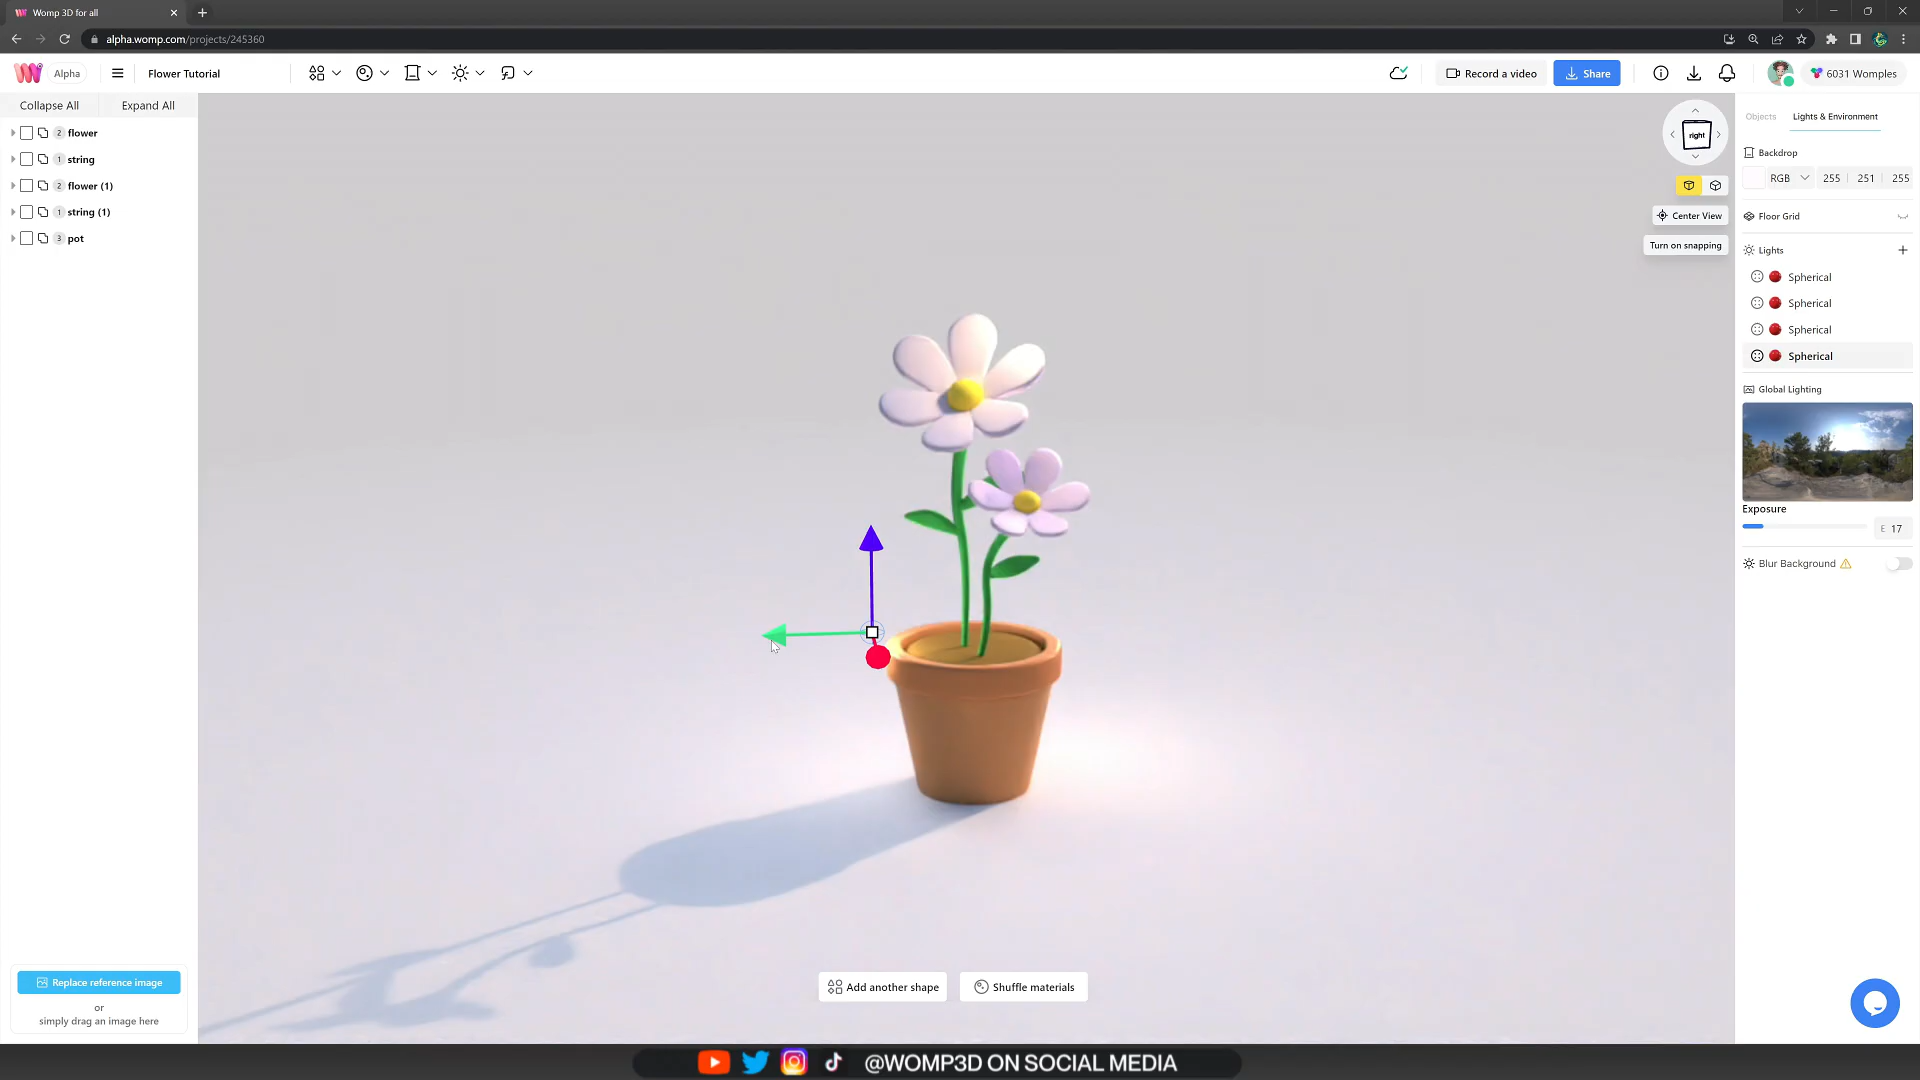 Womp 3D for all
alpha.womp.com/projects/245360
Alpha
Flower Tutorial
Record a video
Share
6031 Womples
Collapse All
Expand All
2 flower
1 string
2 flower (1)
1 string (1)
3 pot
right
Center View
Turn on snapping
Objects
Lights & Environment
Backdrop
RGB 255 251 255
Floor Grid
Lights
Spherical
Spherical
Spherical
Spherical
Global Lighting
Exposure
E 17
Blur Background
Replace reference image
or
simply drag an image here
Add another shape
Shuffle materials
@WOMP3D ON SOCIAL MEDIA